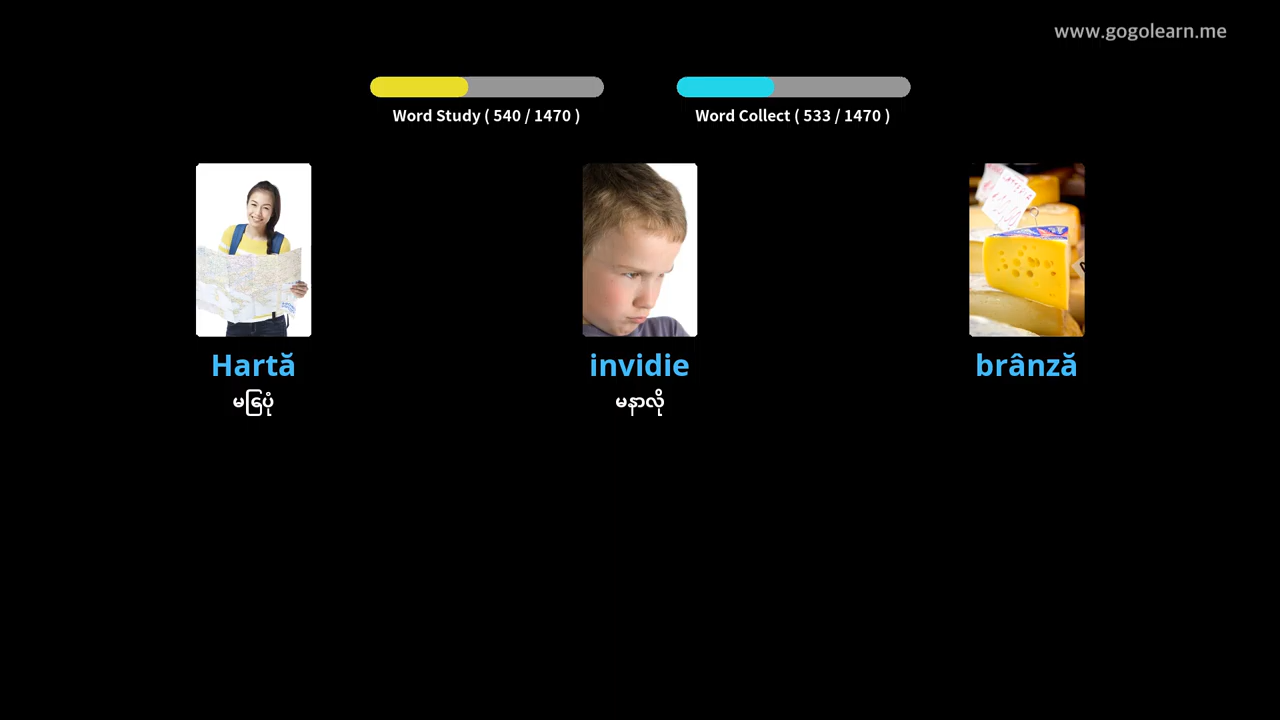 www.gogolearn.me
Word Study ( 540 / 1470 )
Word Collect ( 533 / 1470 )
Hartă
invidie
brânză
မြေပုံ
မနာလို